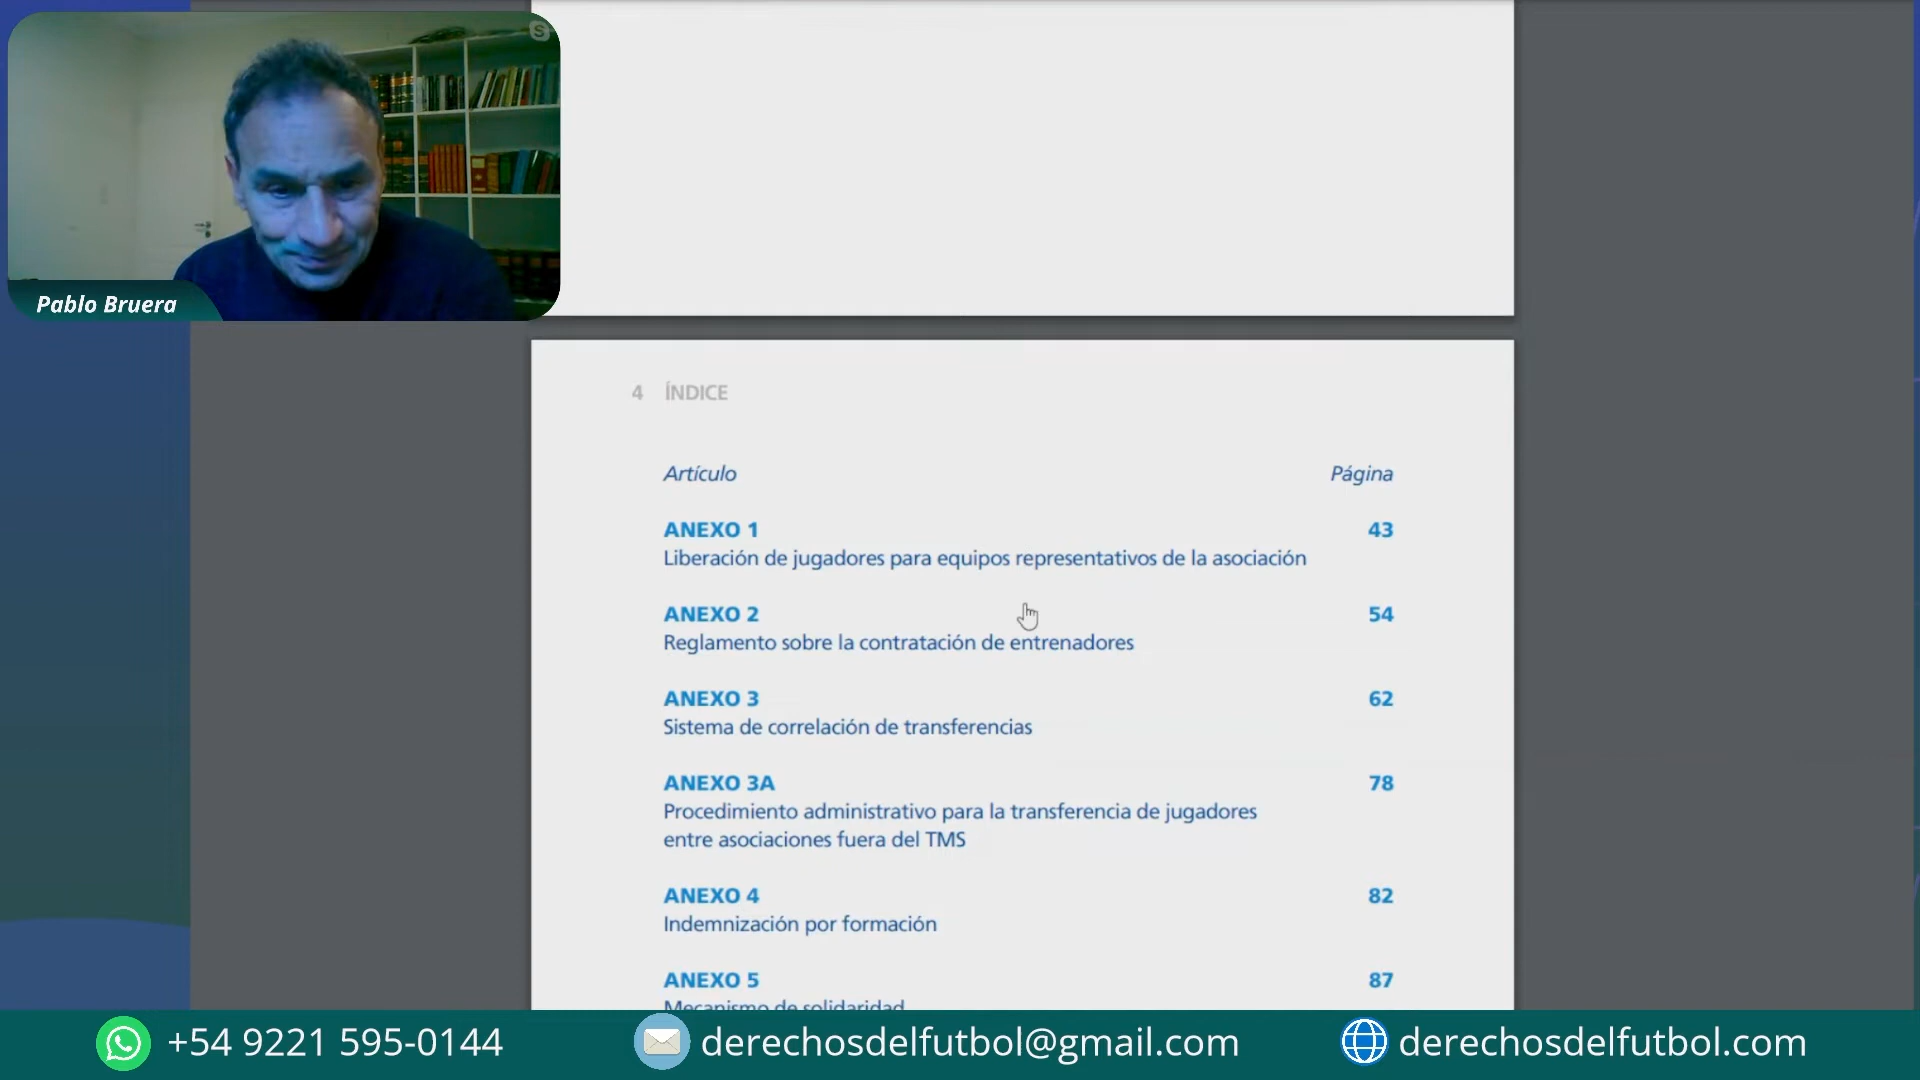 Pablo Bruera
4 ÍNDICE
Artículo Página
ANEXO 1 43
Liberación de jugadores para equipos representativos de la asociación
ANEXO 2 54
Reglamento sobre la contratación de entrenadores
ANEXO 3 62
Sistema de correlación de transferencias
ANEXO 3A 78
Procedimiento administrativo para la transferencia de jugadores
entre asociaciones fuera del TMS
ANEXO 4 82
Indemnización por formación
ANEXO 5 87
Mecanismo de solidaridad
+54 9221 595-0144
derechosdelfutbol@gmail.com
derechosdelfutbol.com